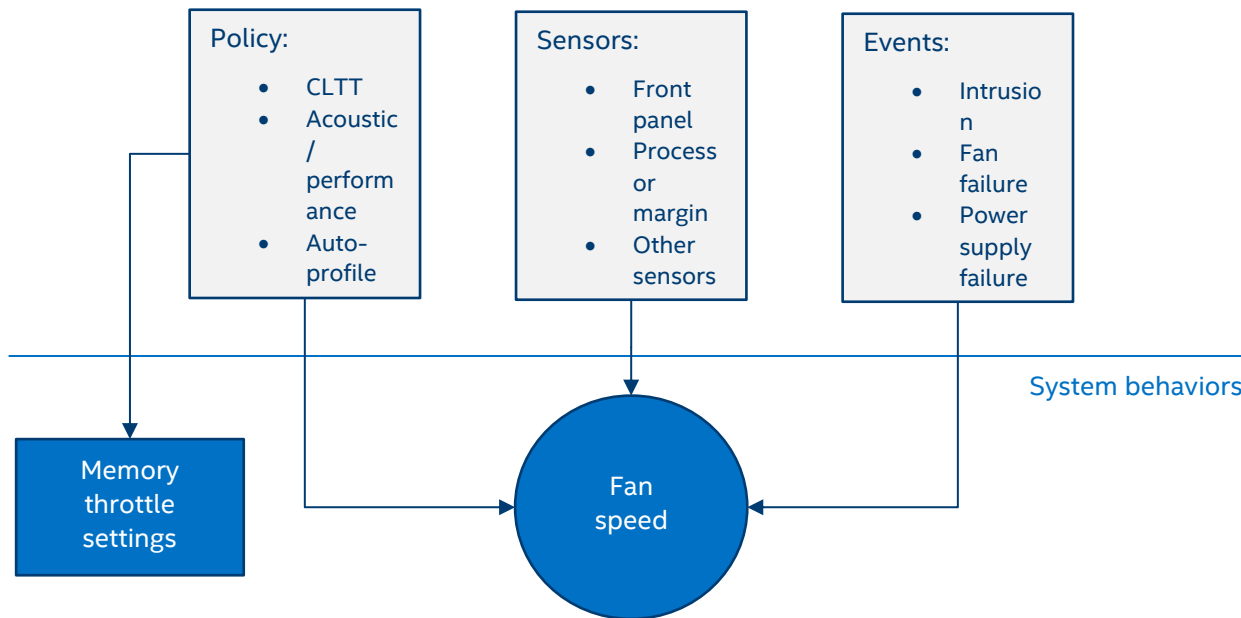 Policy:
• CLTT
• Acoustic
/
perform
ance
• Auto-
profile
Sensors:
• Front
panel
• Process
or
margin
• Other
sensors
Events:
• Intrusio
n
• Fan
failure
• Power
supply
failure
System behaviors
Memory
throttle
settings
Fan
speed